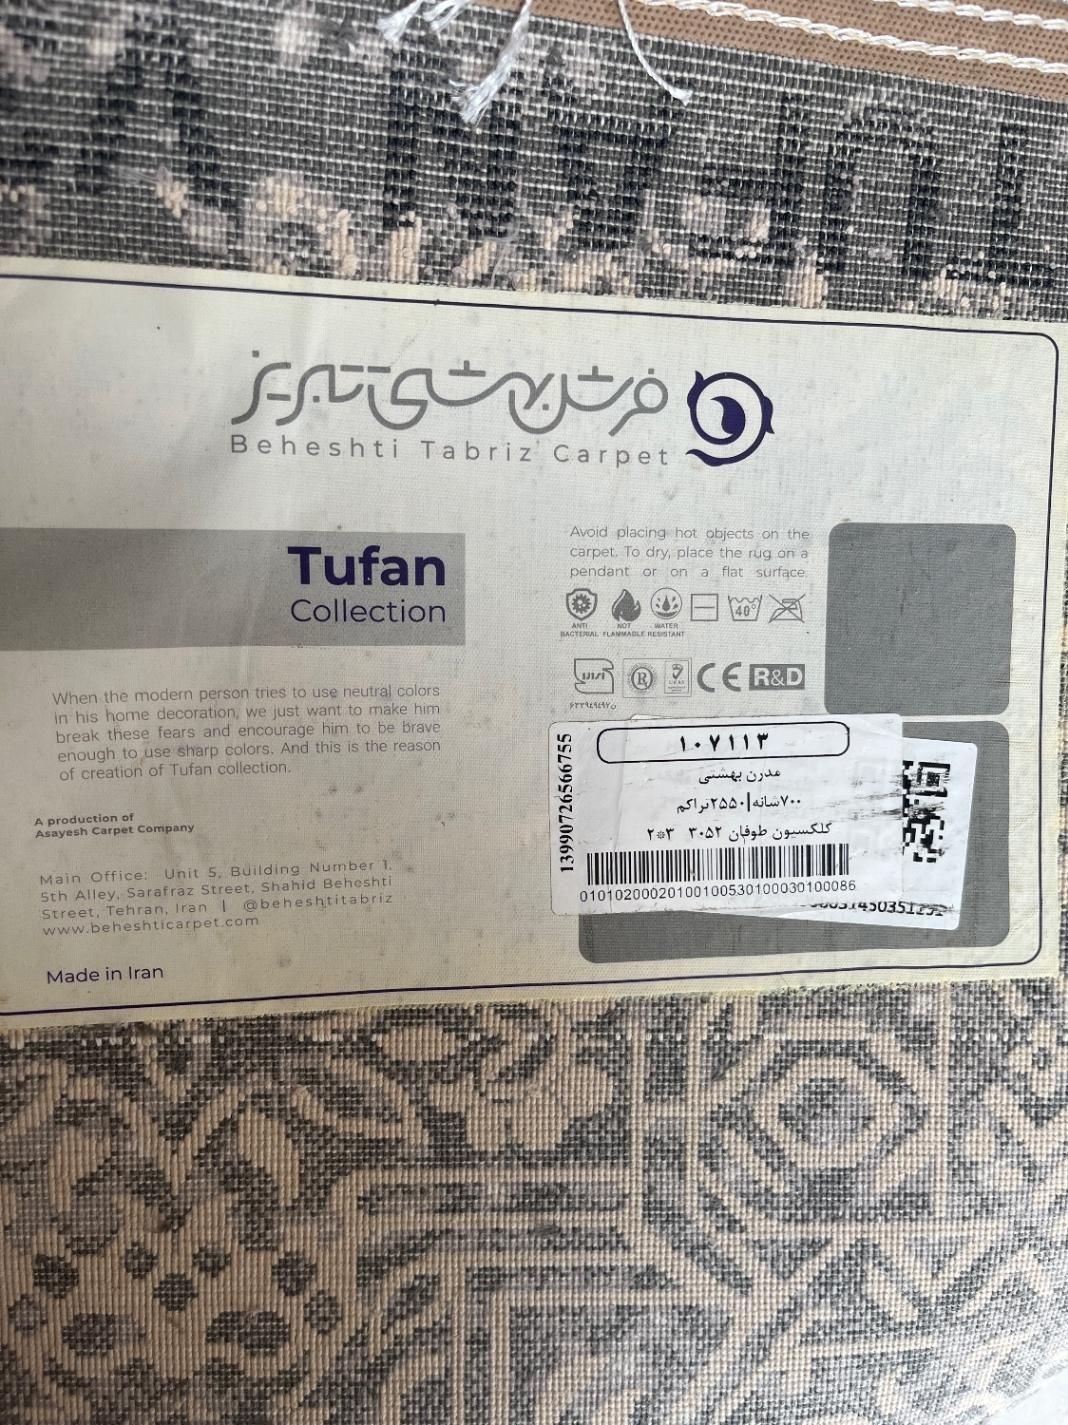 TUFAN
فرش بهشتی تبریز
Beheshti Tabriz Carpet
Tufan
Collection
When the modern person tries to use neutral colors
in his home decoration, we just want to make him
break these fears and encourage him to be brave
enough to use sharp colors. And this is the reason
of creation of Tufan collection.
A production of
Asayesh Carpet Company
Main Office: Unit 5, Building Number 1,
5th Alley, Sarafraz Street, Shahid Beheshti
Street, Tehran, Iran | @beheshtitabriz
www.beheshticarpet.com
Made in Iran
Avoid placing hot objects on the
carpet. To dry, place the rug on a
pendant or on a flat surface.
ANTI BACTERIAL
NOT FLAMMABLE
WATER RESISTANT
40°
R
CE
R&D
13990726566755
۱۰۷۱۱۳
مدرن بهشتی
۷۰۰شانه|۲۵۵۰تراکم
کلکسیون طوفان ۳۰۵۲ ۳*۲
01010200020100100530100030100086